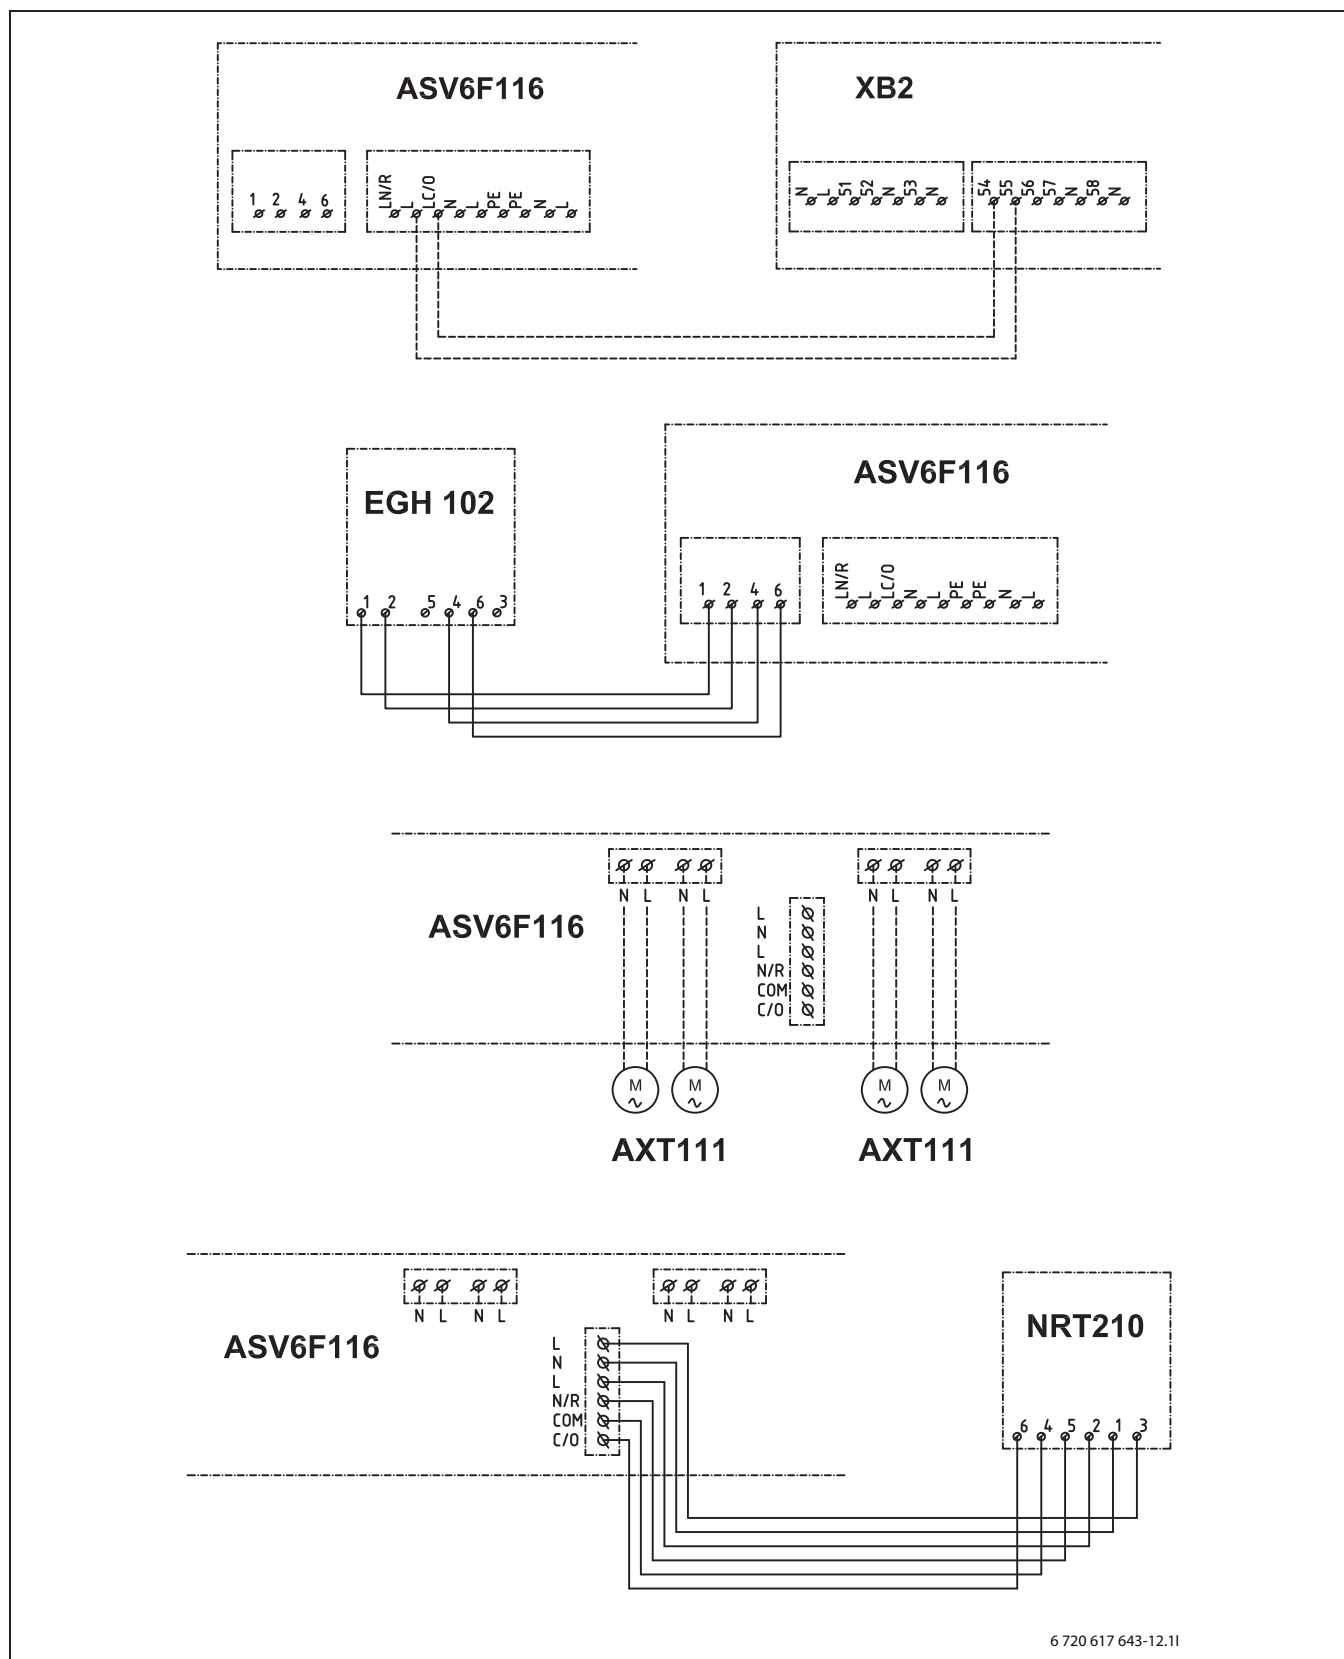 ASV6F116
XB2
1 2 4 6
LN/R L LC/O N L PE PE N L
N L 51 52 N 53 N
54 55 56 57 N 58 N
EGH 102
1 2 5 4 6 3
ASV6F116
1 2 4 6
LN/R L LC/O N L PE PE N L
N L N L
N L N L
ASV6F116
L
N
L
N/R
COM
C/O
M M
M M
AXT111
AXT111
N L N L
N L N L
ASV6F116
L
N
L
N/R
COM
C/O
NRT210
6 4 5 2 1 3
6 720 617 643-12.1I